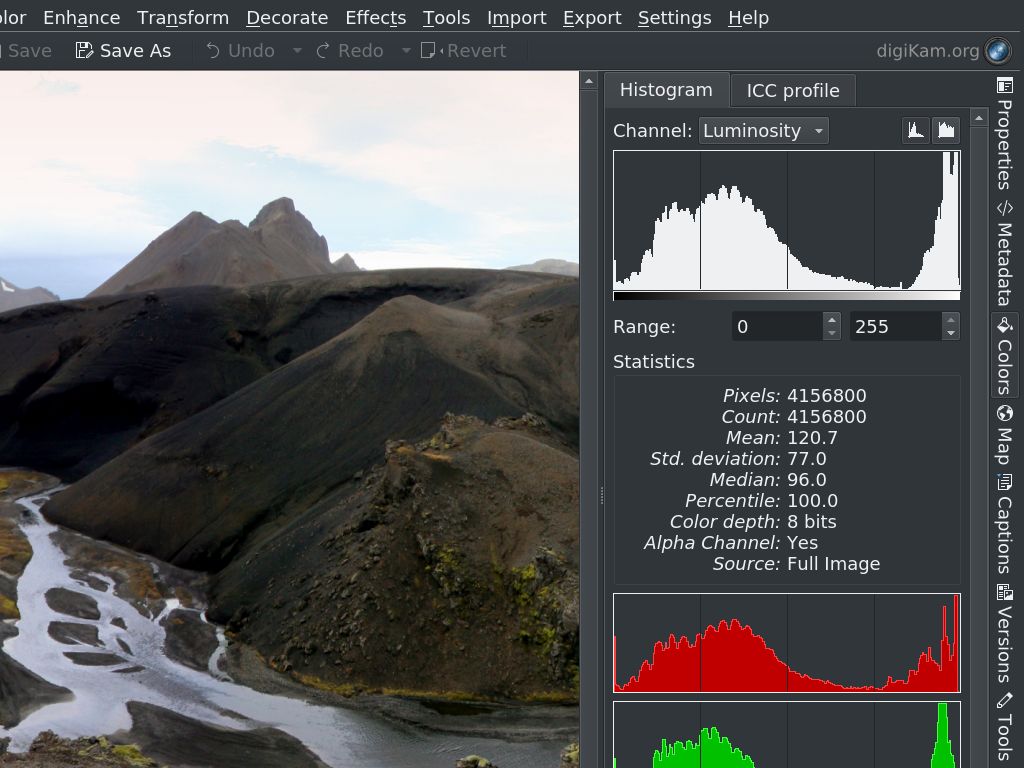 olor Enhance Transform Decorate Effects Tools Import Export Settings Help
Save Save As Undo Redo Revert digiKam.org
Histogram ICC profile
Channel: Luminosity
Range: 0 255
Statistics
Pixels: 4156800
Count: 4156800
Mean: 120.7
Std. deviation: 77.0
Median: 96.0
Percentile: 100.0
Color depth: 8 bits
Alpha Channel: Yes
Source: Full Image
Properties
Metadata
Colors
Map
Captions
Versions
Tools